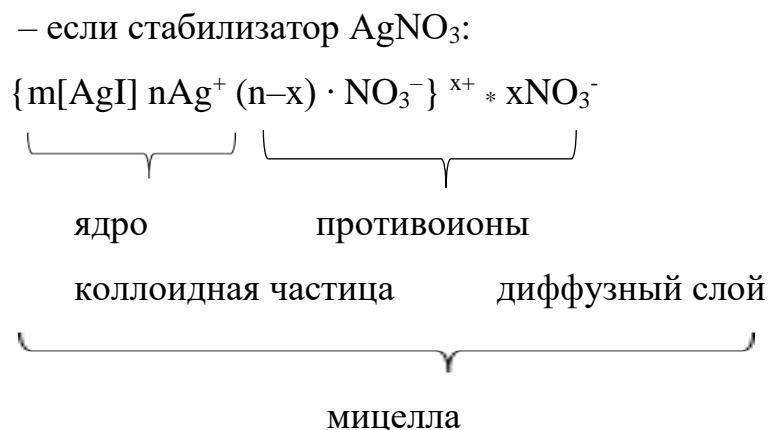 – если стабилизатор AgNO₃:
{m[AgI] nAg⁺ (n–x) · NO₃⁻} ˣ⁺ * xNO₃⁻
ядро противоионы
коллоидная частица диффузный слой
мицелла